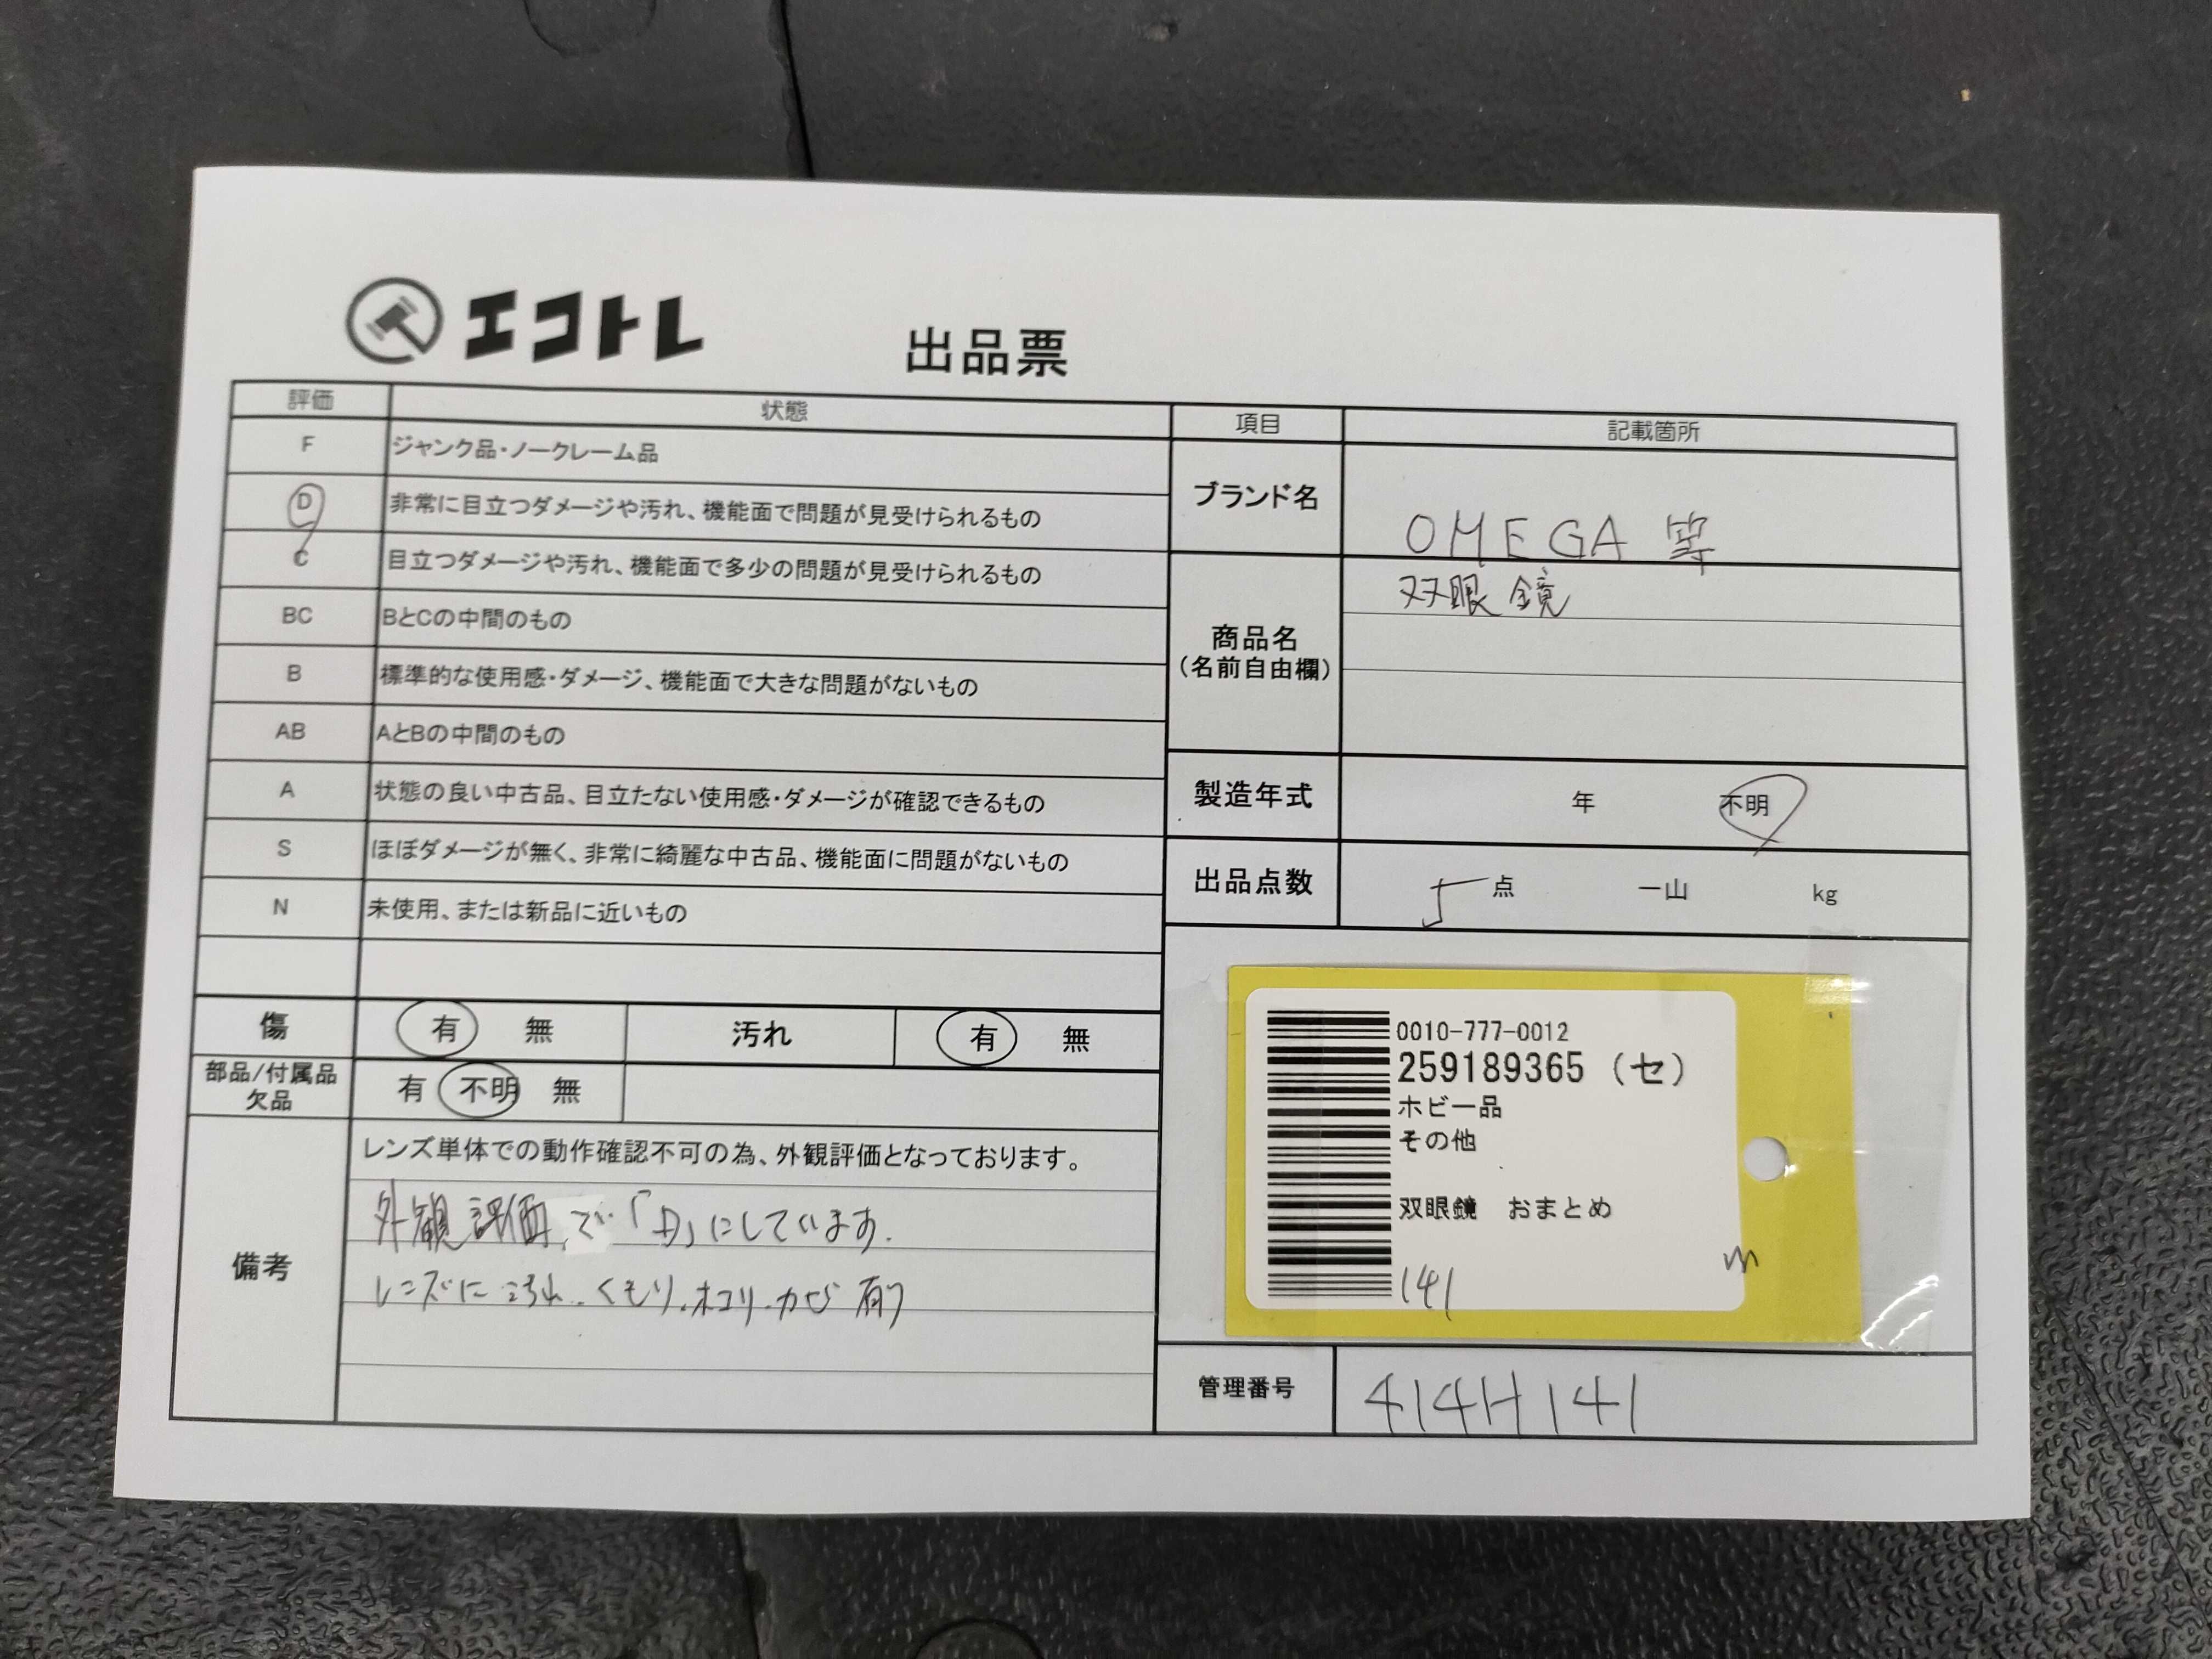 エコトレ
出品票
評価 状態
F ジャンク品・ノークレーム品
D 非常に目立つダメージや汚れ、機能面で問題が見受けられるもの
C 目立つダメージや汚れ、機能面で多少の問題が見受けられるもの
BC BとCの中間のもの
B 標準的な使用感・ダメージ、機能面で大きな問題がないもの
AB AとBの中間のもの
A 状態の良い中古品、目立たない使用感・ダメージが確認できるもの
S ほぼダメージが無く、非常に綺麗な中古品、機能面に問題がないもの
N 未使用、または新品に近いもの
傷 有 無 汚れ 有 無
部品/付属品
欠品 有 不明 無
備考
レンズ単体での動作確認不可の為、外観評価となっております。
外観評価で「D」にしています.
レンズに汚れ.くもり.ホコリ.カビ有り
項目 記載箇所
ブランド名 OMEGA 等
商品名
(名前自由欄)
双眼鏡
製造年式 年 不明
出品点数 5 点 一山 kg
0010-777-0012
259189365 (セ)
ホビー品
その他
双眼鏡 おまとめ
141
管理番号 414H141